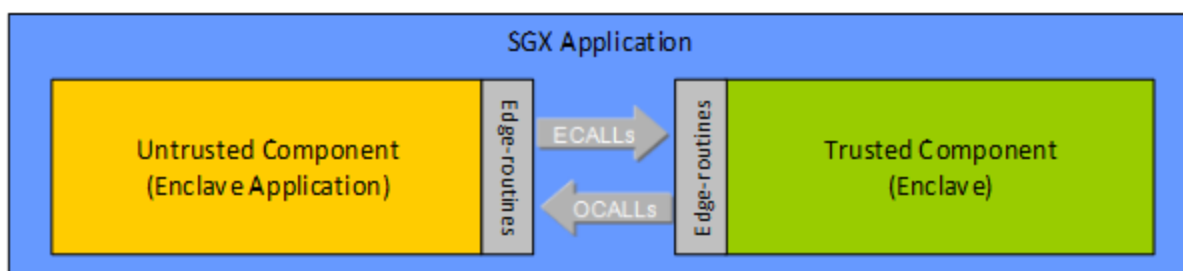 SGX Application
Untrusted Component
(Enclave Application)
Edge-routines
ECALLs
OCALLs
Edge-routines
Trusted Component
(Enclave)